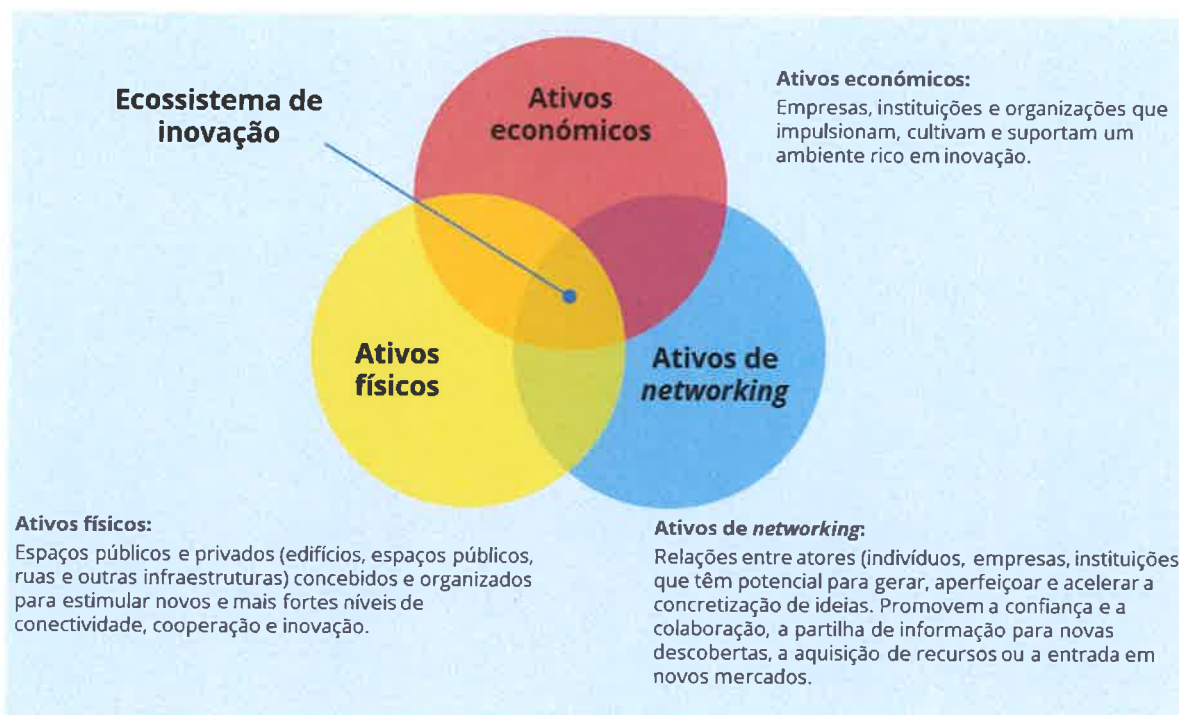 Ecossistema de
inovação
Ativos
económicos
Ativos económicos:
Empresas, instituições e organizações que
impulsionam, cultivam e suportam um
ambiente rico em inovação.
Ativos
físicos
Ativos de
networking
Ativos físicos:
Espaços públicos e privados (edifícios, espaços públicos,
ruas e outras infraestruturas) concebidos e organizados
para estimular novos e mais fortes níveis de
conectividade, cooperação e inovação.
Ativos de networking:
Relações entre atores (indivíduos, empresas, instituições
que têm potencial para gerar, aperfeiçoar e acelerar a
concretização de ideias. Promovem a confiança e a
colaboração, a partilha de informação para novas
descobertas, a aquisição de recursos ou a entrada em
novos mercados.